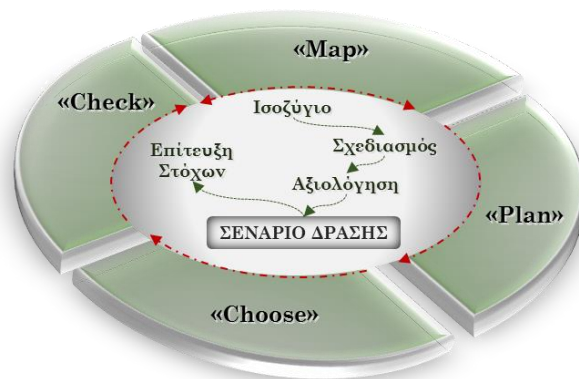 «Map»
«Check»
Ισοζύγιο
Σχεδιασμός
Επίτευξη
Στόχων
Αξιολόγηση
ΣΕΝΑΡΙΟ ΔΡΑΣΗΣ
«Plan»
«Choose»